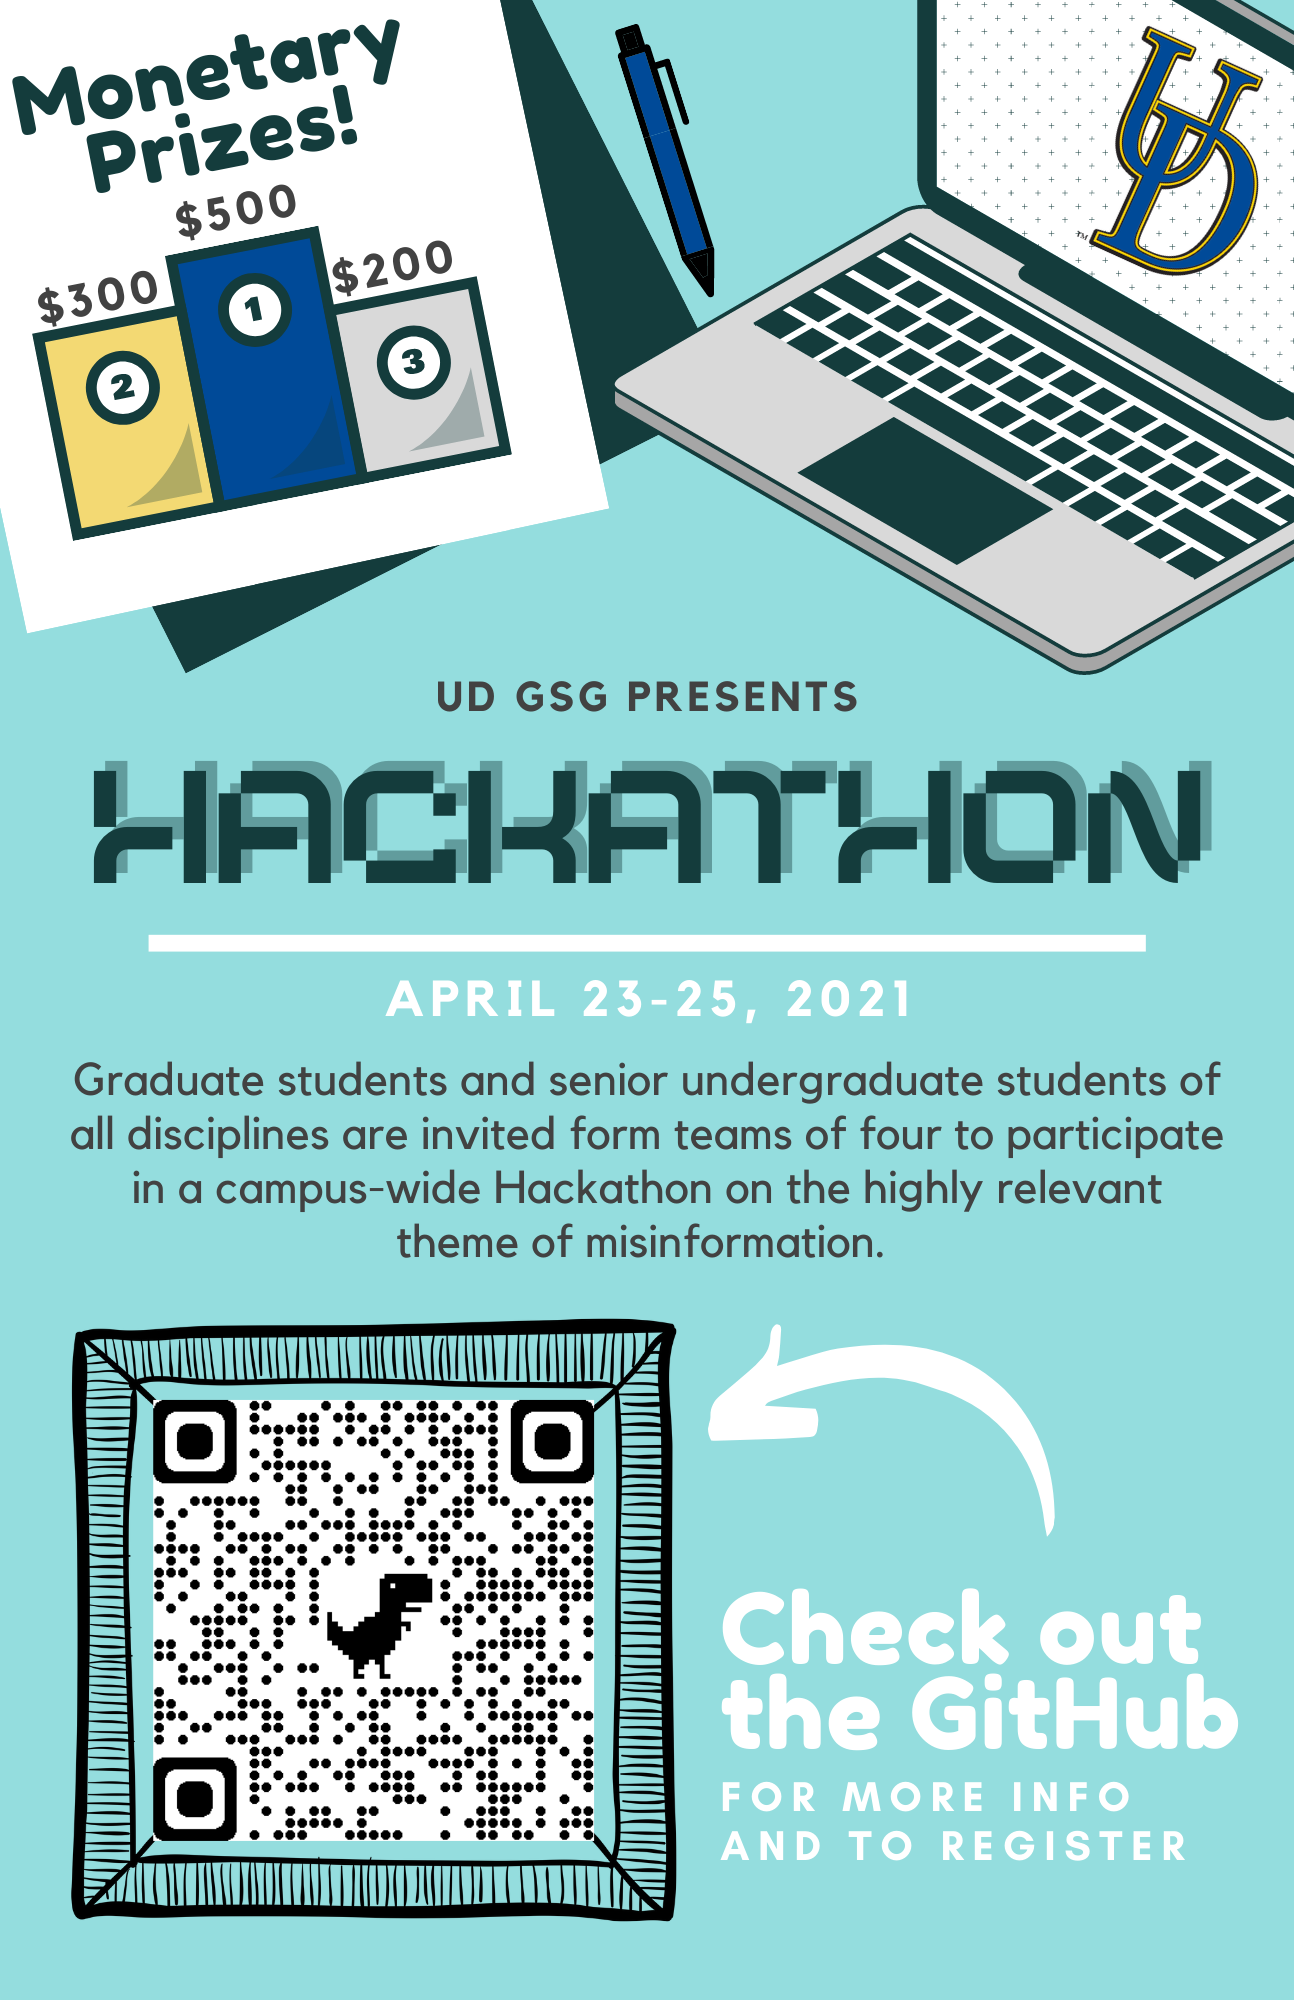 Monetary
Prizes!
$500
$300
$200
1
2
3
UD
™
UD GSG PRESENTS
HACKATHON
APRIL 23-25, 2021
Graduate students and senior undergraduate students of
all disciplines are invited form teams of four to participate
in a campus-wide Hackathon on the highly relevant
theme of misinformation.
Check out
the GitHub
FOR MORE INFO
AND TO REGISTER